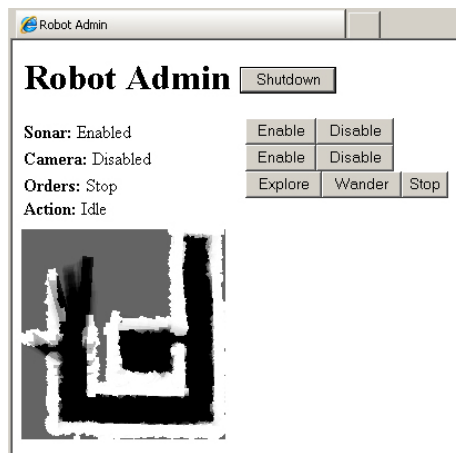 Robot Admin
Robot Admin Shutdown
Sonar: Enabled Enable Disable
Camera: Disabled Enable Disable
Orders: Stop Explore Wander Stop
Action: Idle